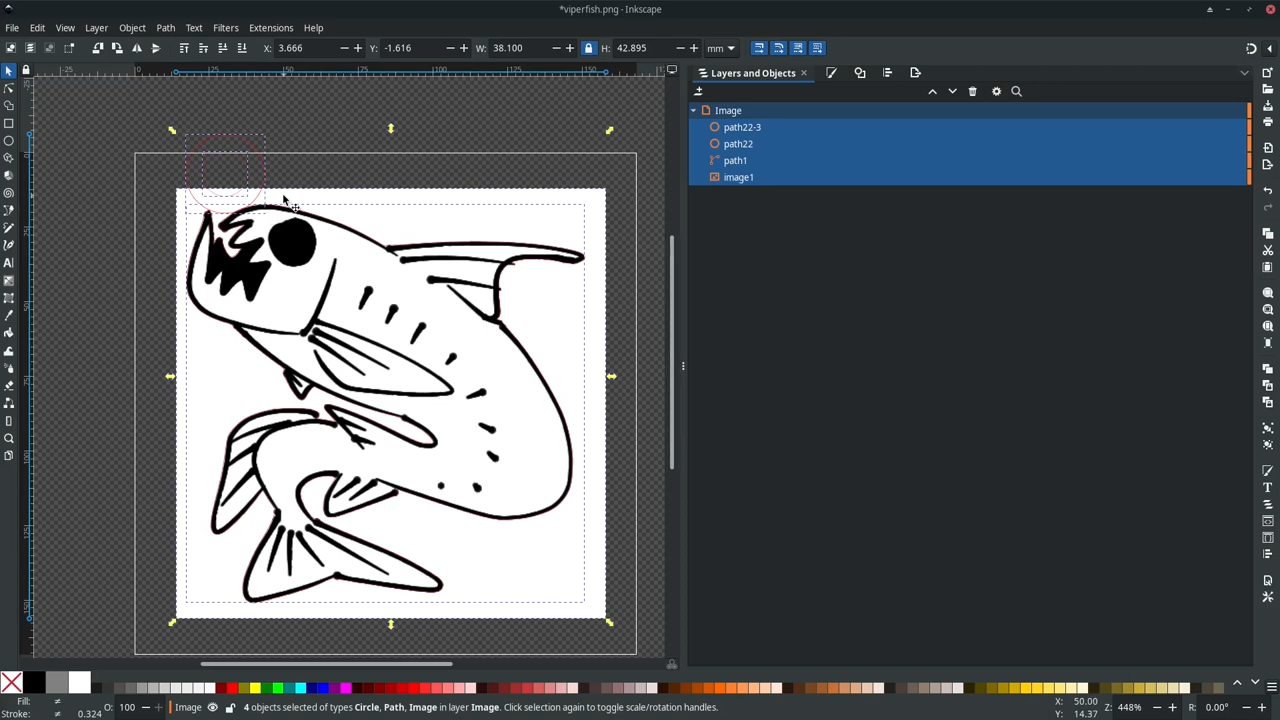 *viperfish.png - Inkscape
File Edit View Layer Object Path Text Filters Extensions Help
X: 3.666 Y: -1.616 W: 38.100 H: 42.895 mm
Layers and Objects
Image
path22-3
path22
path1
image1
Fill:
Stroke: 0.324
O: 100
Image
4 objects selected of types Circle, Path, Image in layer Image. Click selection again to toggle scale/rotation handles.
X: 50.00
Y: 14.37
Z: 448%
R: 0.00°